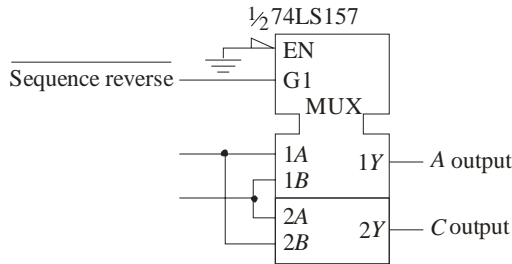 ½74LS157
EN
Sequence reverse
G1
MUX
1A
1Y
A output
1B
2A
2Y
C output
2B